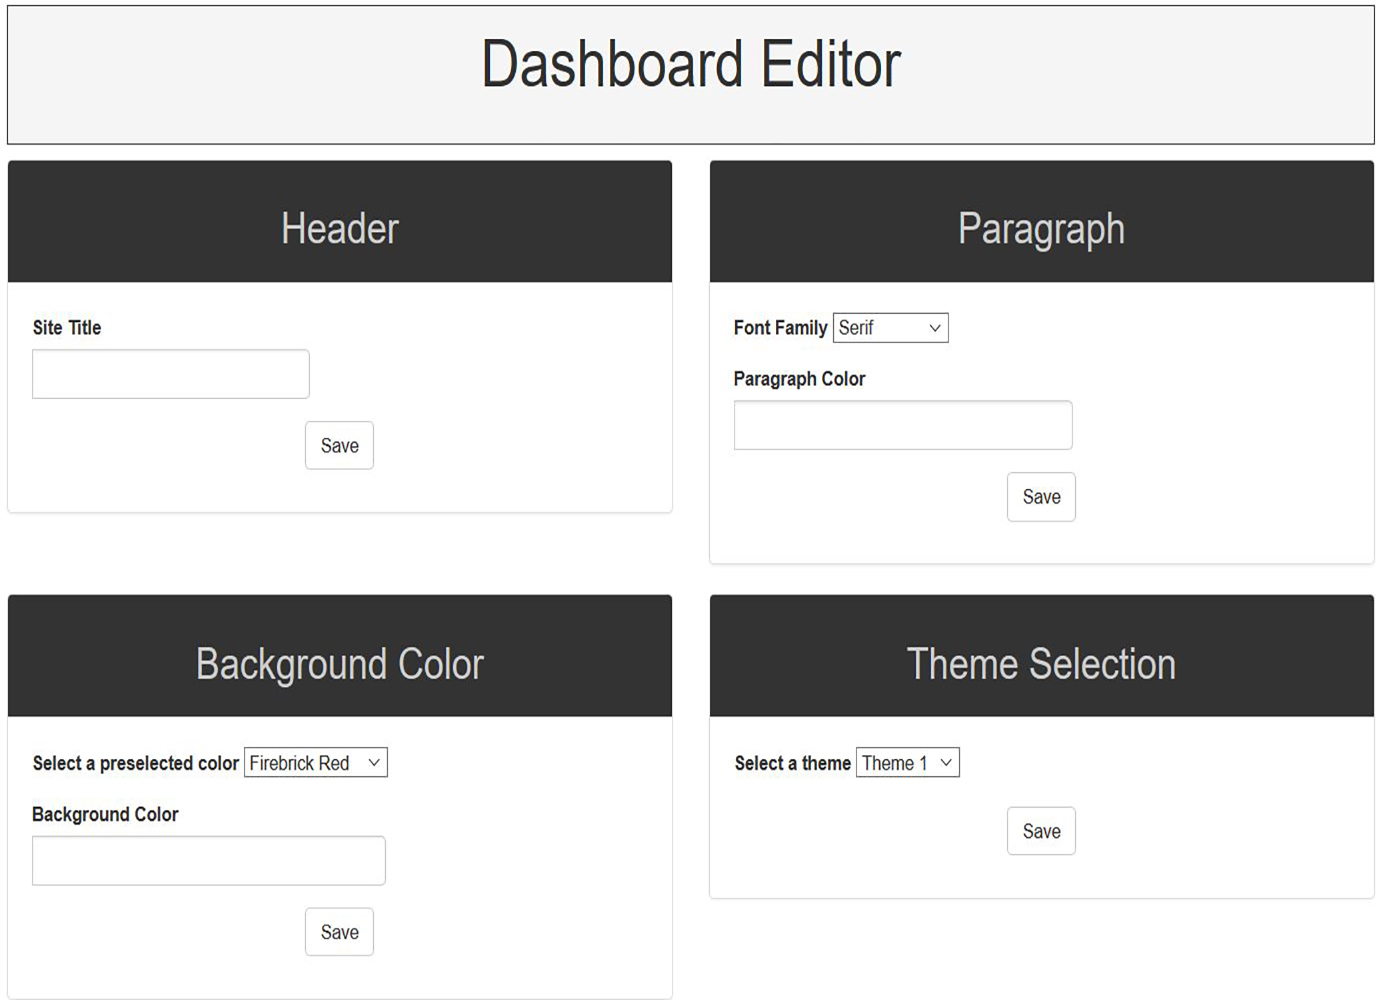 Dashboard Editor
Header
Site Title
Save
Paragraph
Font Family Serif
Paragraph Color
Save
Background Color
Select a preselected color Firebrick Red
Background Color
Save
Theme Selection
Select a theme Theme 1
Save